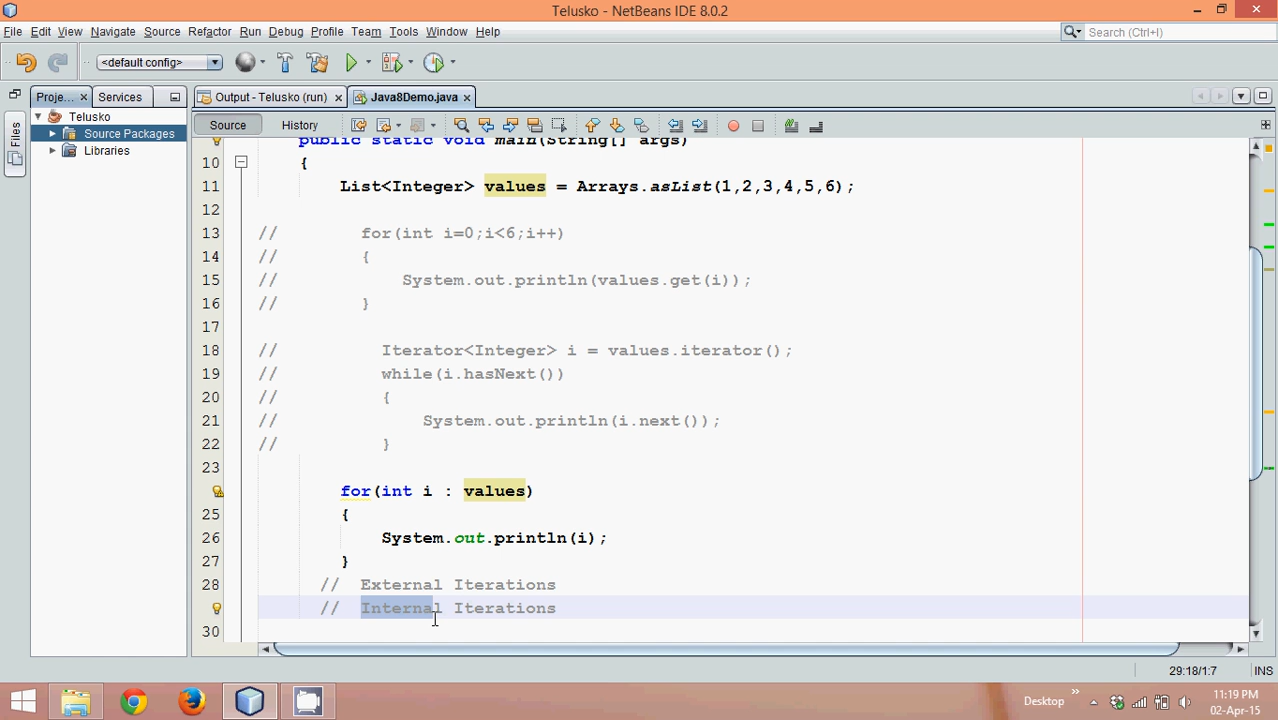 Telusko - NetBeans IDE 8.0.2
File Edit View Navigate Source Refactor Run Debug Profile Team Tools Window Help
Search (Ctrl+I)
<default config>
Proje... Services
Output - Telusko (run) Java8Demo.java
Files
Telusko
Source Packages
Libraries
Source History
public static void main(String[] args)
10 {
11 List<Integer> values = Arrays.asList(1,2,3,4,5,6);
12
13 // for(int i=0;i<6;i++)
14 // {
15 // System.out.println(values.get(i));
16 // }
17
18 // Iterator<Integer> i = values.iterator();
19 // while(i.hasNext())
20 // {
21 // System.out.println(i.next());
22 // }
23
for(int i : values)
25 {
26 System.out.println(i);
27 }
28 // External Iterations
// Internal Iterations
30
29:18/1:7 INS
Desktop
11:19 PM
02-Apr-15